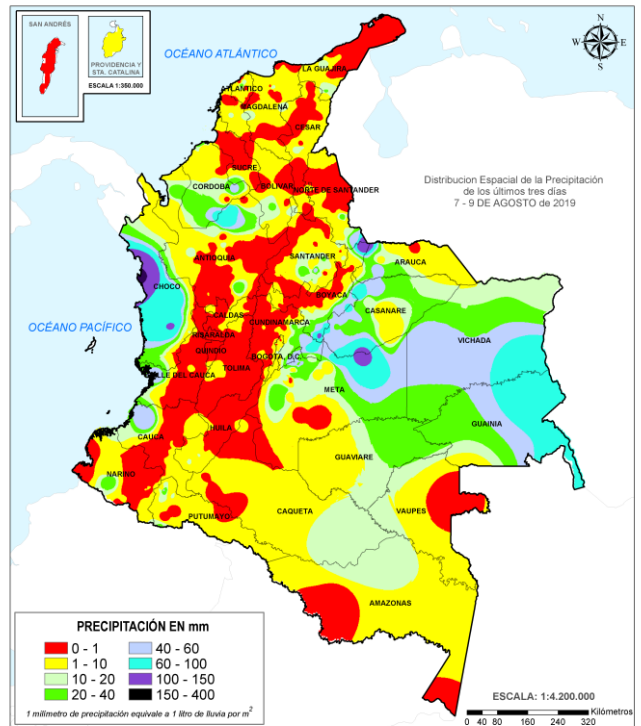 SAN ANDRÉS
PROVIDENCIA Y
STA. CATALINA
ESCALA 1:350.000
OCÉANO ATLÁNTICO
N
W
E
S
LA GUAJIRA
ATLANTICO
MAGDALENA
CESAR
SUCRE
CORDOBA
BOLIVAR
NORTE DE SANTANDER
Distribucion Espacial de la Precipitación
de los últimos tres días
7 - 9 DE AGOSTO de 2019
ANTIOQUIA
SANTANDER
ARAUCA
CHOCO
BOYACA
CASANARE
OCÉANO PACÍFICO
CALDAS
CUNDINAMARCA
RISARALDA
VICHADA
QUINDIO
BOGOTA, D.C.
VALLE DEL CAUCA
TOLIMA
META
GUAINIA
CAUCA
HUILA
GUAVIARE
NARIÑO
CAQUETA
VAUPES
PUTUMAYO
AMAZONAS
PRECIPITACIÓN EN mm
0 - 1
40 - 60
1 - 10
60 - 100
10 - 20
100 - 150
20 - 40
150 - 400
1 milimetro de precipitación equivale a 1 litro de lluvia por m²
ESCALA: 1:4.200.000
Kilómetros
0 40 80 160 240 320